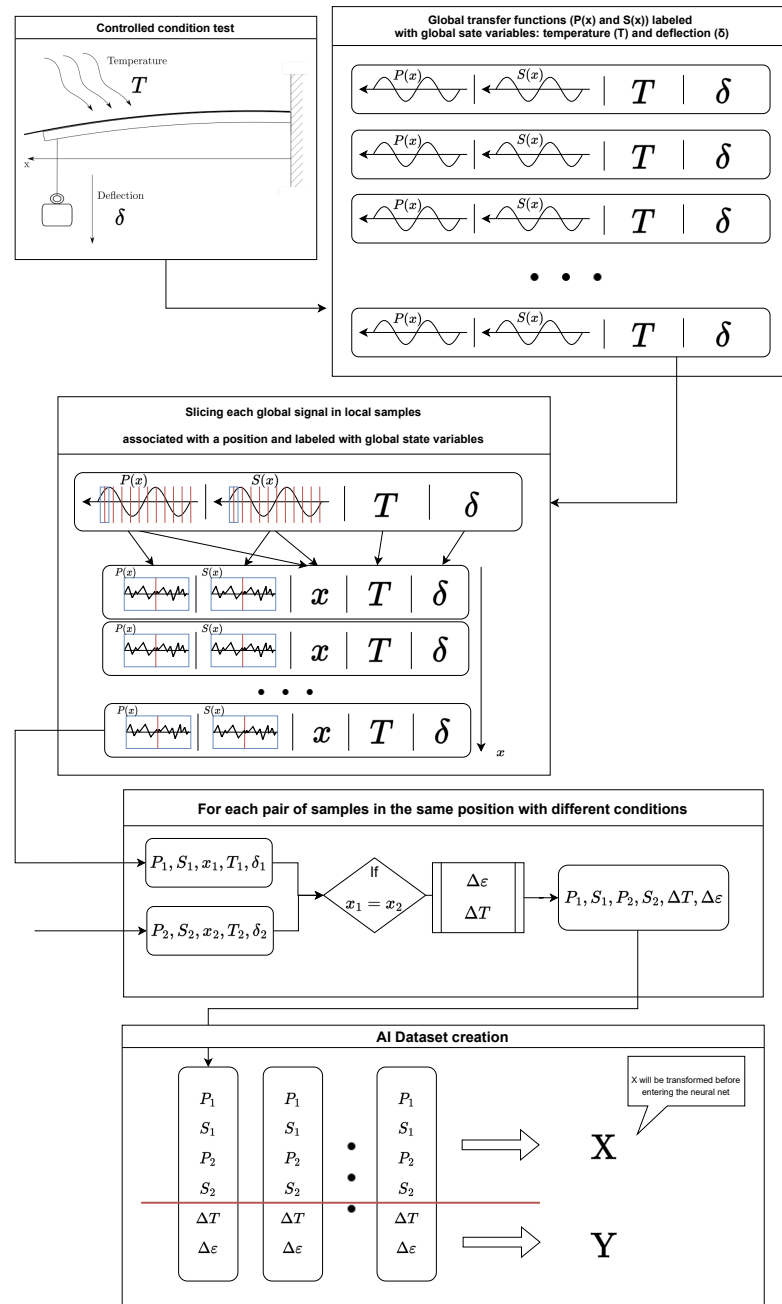 Controlled condition test
Temperature
T
x
Deflection
δ
Global transfer functions (P(x) and S(x)) labeled
with global sate variables: temperature (T) and deflection (δ)
P(x) S(x) T δ
P(x) S(x) T δ
P(x) S(x) T δ
• • •
P(x) S(x) T δ
Slicing each global signal in local samples
associated with a position and labeled with global state variables
P(x) S(x) T δ
P(x) S(x) x T δ
P(x) S(x) x T δ
• • •
P(x) S(x) x T δ
x
For each pair of samples in the same position with different conditions
P₁, S₁, x₁, T₁, δ₁
P₂, S₂, x₂, T₂, δ₂
If
x₁ = x₂
Δε
ΔT
P₁, S₁, P₂, S₂, ΔT, Δε
AI Dataset creation
P₁ P₁ P₁
S₁ S₁ S₁
P₂ P₂ P₂
S₂ S₂ S₂
ΔT ΔT ΔT
Δε Δε Δε
X will be transformed before
entering the neural net
X
Y